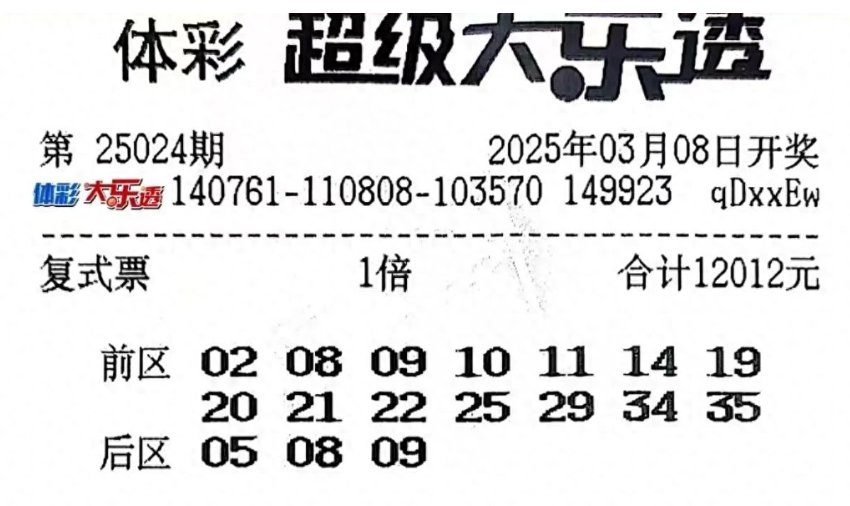 体彩 超级大乐透
第 25024期 2025年03月08日开奖
体彩 大乐透 140761-110808-103570 149923 qDxxEw
复式票 1倍 合计12012元
前区 02 08 09 10 11 14 19
20 21 22 25 29 34 35
后区 05 08 09